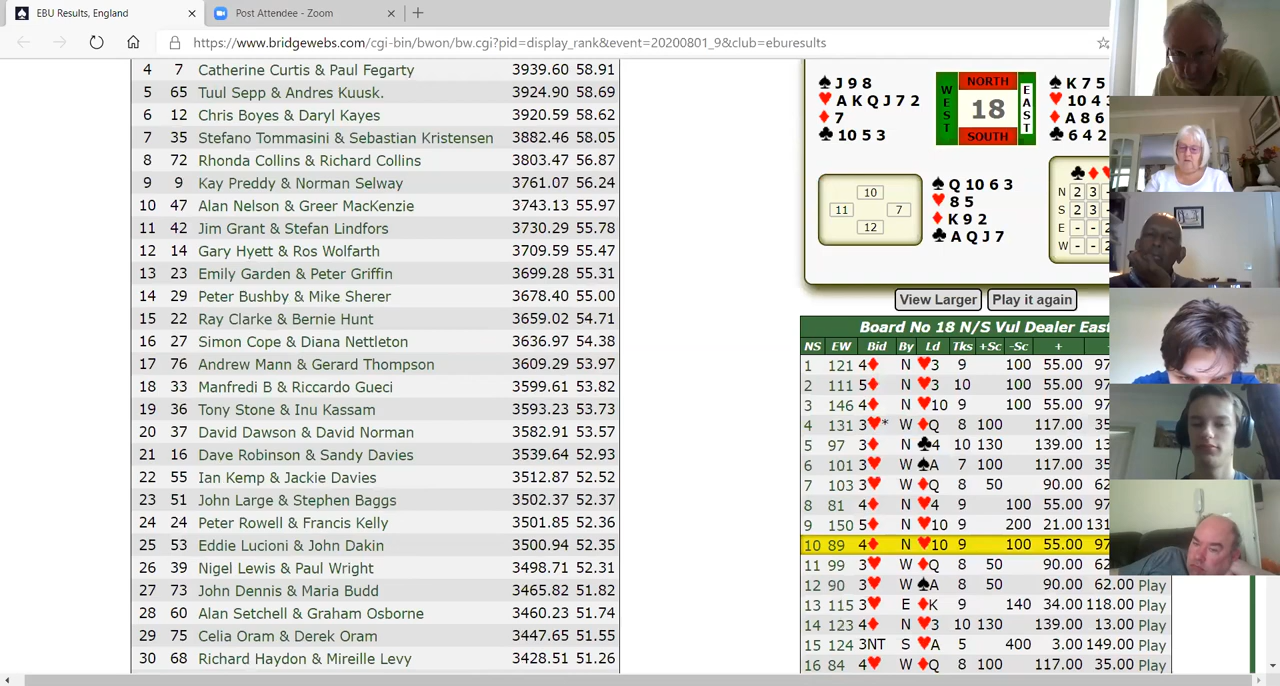 EBU Results, England
Post Attendee - Zoom
https://www.bridgewebs.com/cgi-bin/bwon/bw.cgi?pid=display_rank&event=20200801_9&club=eburesults
4 7 Catherine Curtis & Paul Fegarty 3939.60 58.91
5 65 Tuul Sepp & Andres Kuusk. 3924.90 58.69
6 12 Chris Boyes & Daryl Kayes 3920.59 58.62
7 35 Stefano Tommasini & Sebastian Kristensen 3882.46 58.05
8 72 Rhonda Collins & Richard Collins 3803.47 56.87
9 9 Kay Preddy & Norman Selway 3761.07 56.24
10 47 Alan Nelson & Greer MacKenzie 3743.13 55.97
11 42 Jim Grant & Stefan Lindfors 3730.29 55.78
12 14 Gary Hyett & Ros Wolfarth 3709.59 55.47
13 23 Emily Garden & Peter Griffin 3699.28 55.31
14 29 Peter Bushby & Mike Sherer 3678.40 55.00
15 22 Ray Clarke & Bernie Hunt 3659.02 54.71
16 27 Simon Cope & Diana Nettleton 3636.97 54.38
17 76 Andrew Mann & Gerard Thompson 3609.29 53.97
18 33 Manfredi B & Riccardo Gueci 3599.61 53.82
19 36 Tony Stone & Inu Kassam 3593.23 53.73
20 37 David Dawson & David Norman 3582.91 53.57
21 16 Dave Robinson & Sandy Davies 3539.64 52.93
22 55 Ian Kemp & Jackie Davies 3512.87 52.52
23 51 John Large & Stephen Baggs 3502.37 52.37
24 24 Peter Rowell & Francis Kelly 3501.85 52.36
25 53 Eddie Lucioni & John Dakin 3500.94 52.35
26 39 Nigel Lewis & Paul Wright 3498.71 52.31
27 73 John Dennis & Maria Budd 3465.82 51.82
28 60 Alan Setchell & Graham Osborne 3460.23 51.74
29 75 Celia Oram & Derek Oram 3447.65 51.55
30 68 Richard Haydon & Mireille Levy 3428.51 51.26
♠ J 9 8
♥ A K Q J 7 2
♦ 7
♣ 10 5 3
NORTH
WEST 18 EAST
SOUTH
♠ K 7 5
♥ 10 4 3
♦ A 8 6
♣ 6 4 2
10
11 7
12
♠ Q 10 6 3
♥ 8 5
♦ K 9 2
♣ A Q J 7
♣ ♦ ♥
N 2 3 -
S 2 3 -
E - - 2
W - - 2
View Larger Play it again
Board No 18 N/S Vul Dealer East
NS EW Bid By Ld Tks +Sc -Sc + -
1 121 4♦ N ♥3 9 100 55.00 97
2 111 5♦ N ♥3 10 100 55.00 97
3 146 4♦ N ♥10 9 100 55.00 97
4 131 3♥* W ♦Q 8 100 117.00 35
5 97 3♦ N ♣4 10 130 139.00 13
6 101 3♥ W ♠A 7 100 117.00 35
7 103 3♥ W ♦Q 8 50 90.00 62
8 81 4♦ N ♥4 9 100 55.00 97
9 150 5♦ N ♥10 9 200 21.00 131
10 89 4♦ N ♥10 9 100 55.00 97
11 99 3♥ W ♦Q 8 50 90.00 62
12 90 3♥ W ♠A 8 50 90.00 62.00 Play
13 115 3♥ E ♦K 9 140 34.00 118.00 Play
14 123 4♦ N ♥3 10 130 139.00 13.00 Play
15 124 3NT S ♥A 5 400 3.00 149.00 Play
16 84 4♥ W ♦Q 8 100 117.00 35.00 Play